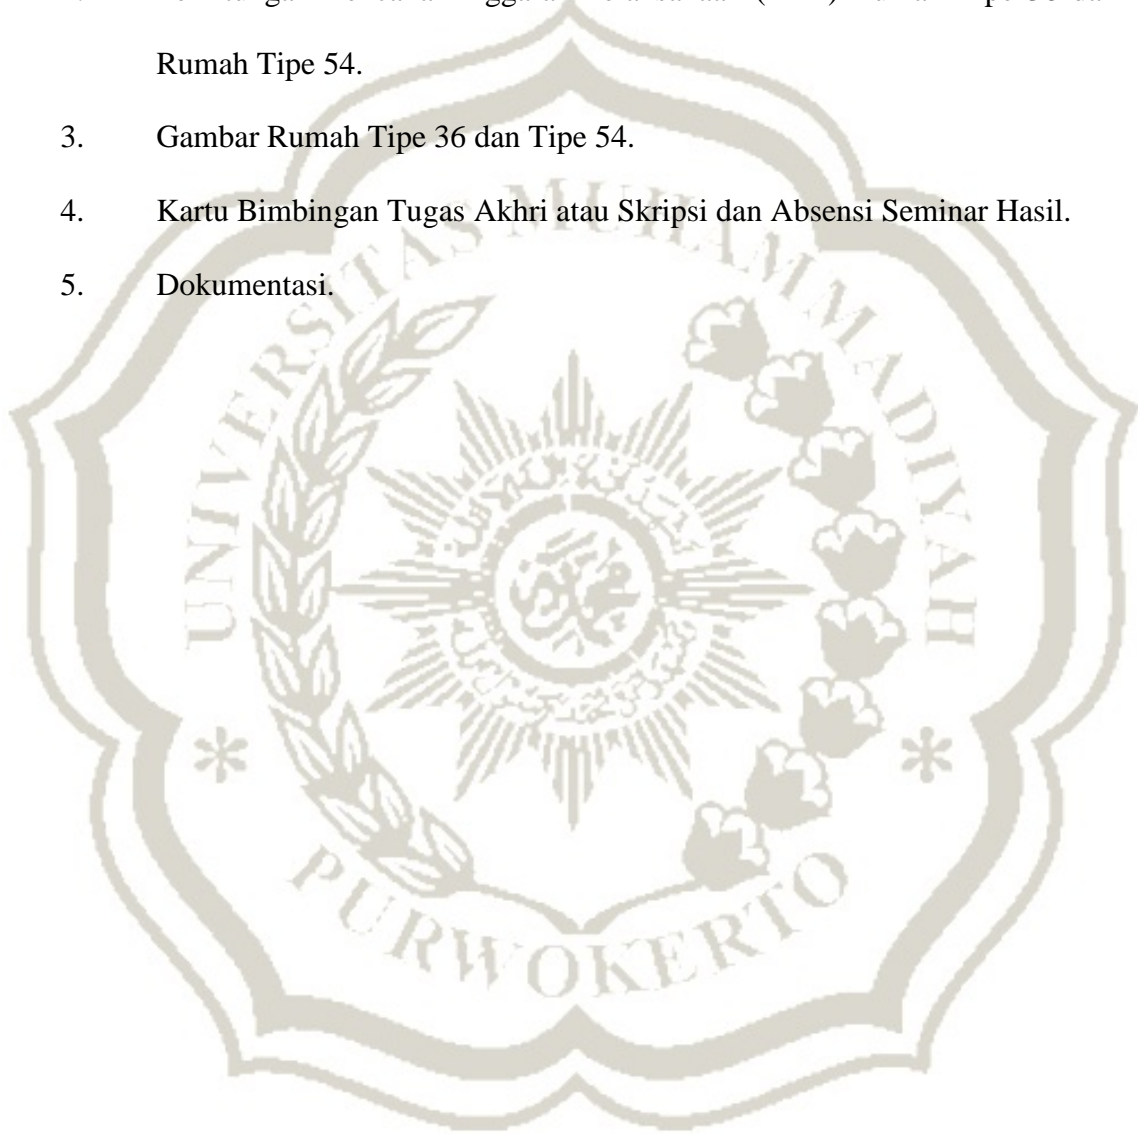 Rumah Tipe 54.
3. Gambar Rumah Tipe 36 dan Tipe 54.
4. Kartu Bimbingan Tugas Akhri atau Skripsi dan Absensi Seminar Hasil.
5. Dokumentasi.
UNIVERSITAS MUHAMMADIYAH
PURWOKERTO